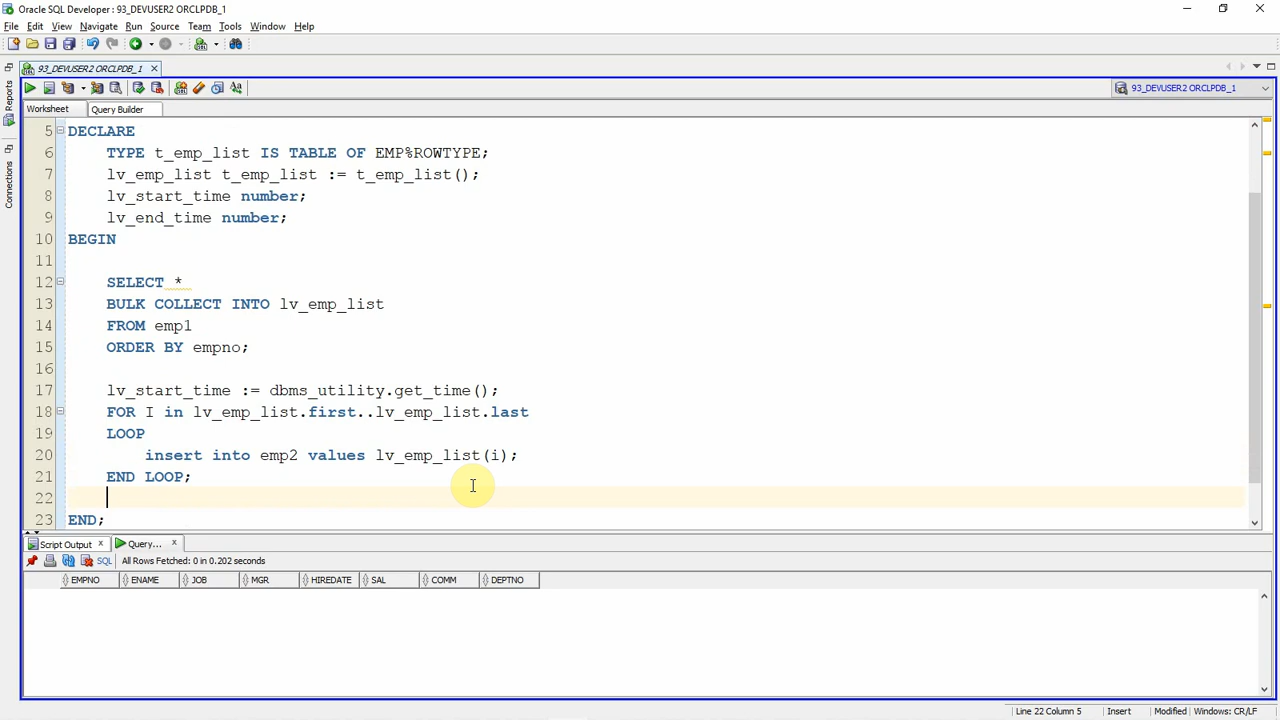 Oracle SQL Developer : 93_DEVUSER2 ORCLPDB_1
File Edit View Navigate Run Source Team Tools Window Help
93_DEVUSER2 ORCLPDB_1
93_DEVUSER2 ORCLPDB_1
Worksheet Query Builder
Reports
Connections
5 DECLARE
6 TYPE t_emp_list IS TABLE OF EMP%ROWTYPE;
7 lv_emp_list t_emp_list := t_emp_list();
8 lv_start_time number;
9 lv_end_time number;
10 BEGIN
11
12 SELECT *
13 BULK COLLECT INTO lv_emp_list
14 FROM emp1
15 ORDER BY empno;
16
17 lv_start_time := dbms_utility.get_time();
18 FOR I in lv_emp_list.first..lv_emp_list.last
19 LOOP
20 insert into emp2 values lv_emp_list(i);
21 END LOOP;
22
23 END;
Script Output Query...
SQL All Rows Fetched: 0 in 0.202 seconds
EMPNO ENAME JOB MGR HIREDATE SAL COMM DEPTNO
Line 22 Column 5 Insert Modified Windows: CR/LF